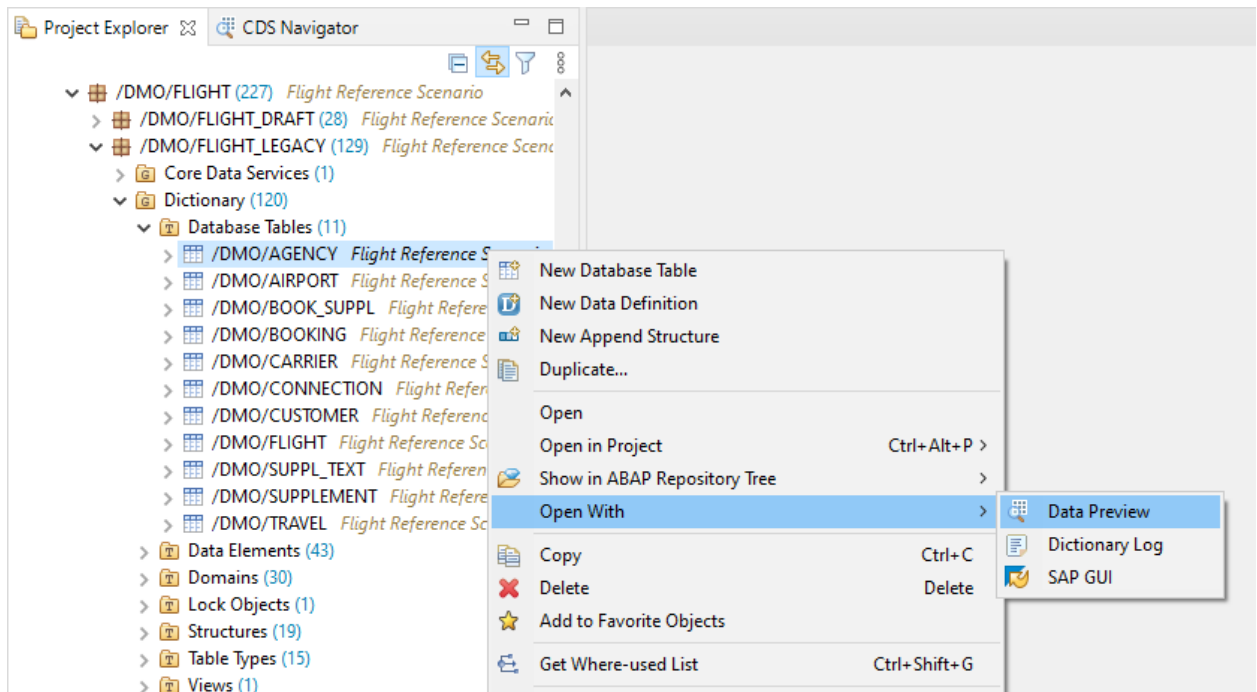 Project Explorer
CDS Navigator
/DMO/FLIGHT (227) Flight Reference Scenario
/DMO/FLIGHT_DRAFT (28) Flight Reference Scenaric
/DMO/FLIGHT_LEGACY (129) Flight Reference Scenc
Core Data Services (1)
Dictionary (120)
Database Tables (11)
/DMO/AGENCY Flight Reference S
/DMO/AIRPORT Flight Reference S
/DMO/BOOK_SUPPL Flight Refere
/DMO/BOOKING Flight Reference
/DMO/CARRIER Flight Reference S
/DMO/CONNECTION Flight Refer
/DMO/CUSTOMER Flight Referenc
/DMO/FLIGHT Flight Reference Sc
/DMO/SUPPL_TEXT Flight Referen
/DMO/SUPPLEMENT Flight Refere
/DMO/TRAVEL Flight Reference Sc
Data Elements (43)
Domains (30)
Lock Objects (1)
Structures (19)
Table Types (15)
Views (1)
New Database Table
New Data Definition
New Append Structure
Duplicate...
Open
Open in Project Ctrl+Alt+P >
Show in ABAP Repository Tree >
Open With >
Copy Ctrl+C
Delete Delete
Add to Favorite Objects
Get Where-used List Ctrl+Shift+G
Data Preview
Dictionary Log
SAP GUI